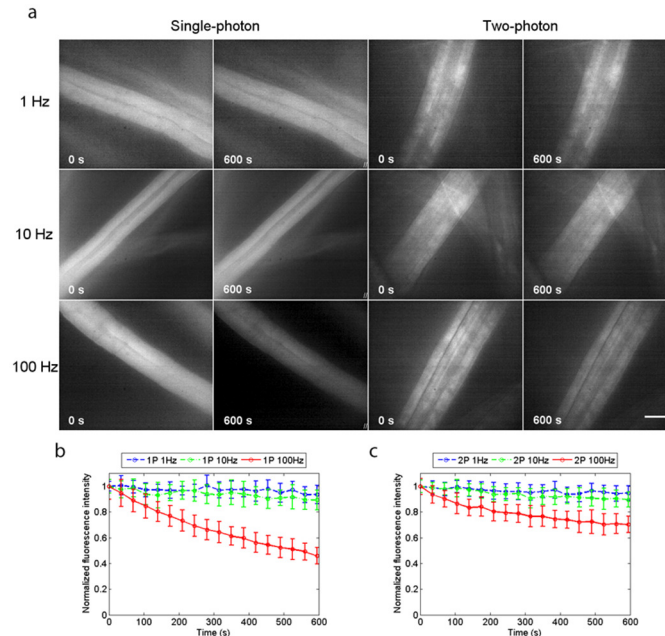 a
Single-photon Two-photon
1 Hz
0 s 600 s 0 s 600 s
10 Hz
0 s 600 s 0 s 600 s
100 Hz
0 s 600 s 0 s 600 s
b c
1P 1Hz 1P 10Hz 1P 100Hz
2P 1Hz 2P 10Hz 2P 100Hz
Normalized fluorescence intensity
1
0.8
0.6
0.4
0.2
0
0 100 200 300 400 500 600
Time (s)
Normalized fluorescence intensity
1
0.8
0.6
0.4
0.2
0
0 100 200 300 400 500 600
Time (s)